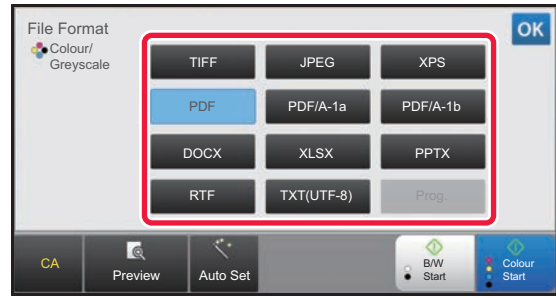 File Format
OK
Colour/
Greyscale
TIFF
JPEG
XPS
PDF
PDF/A-1a
PDF/A-1b
DOCX
XLSX
PPTX
RTF
TXT(UTF-8)
Prog.
CA
Preview
Auto Set
B/W
Start
Colour
Start